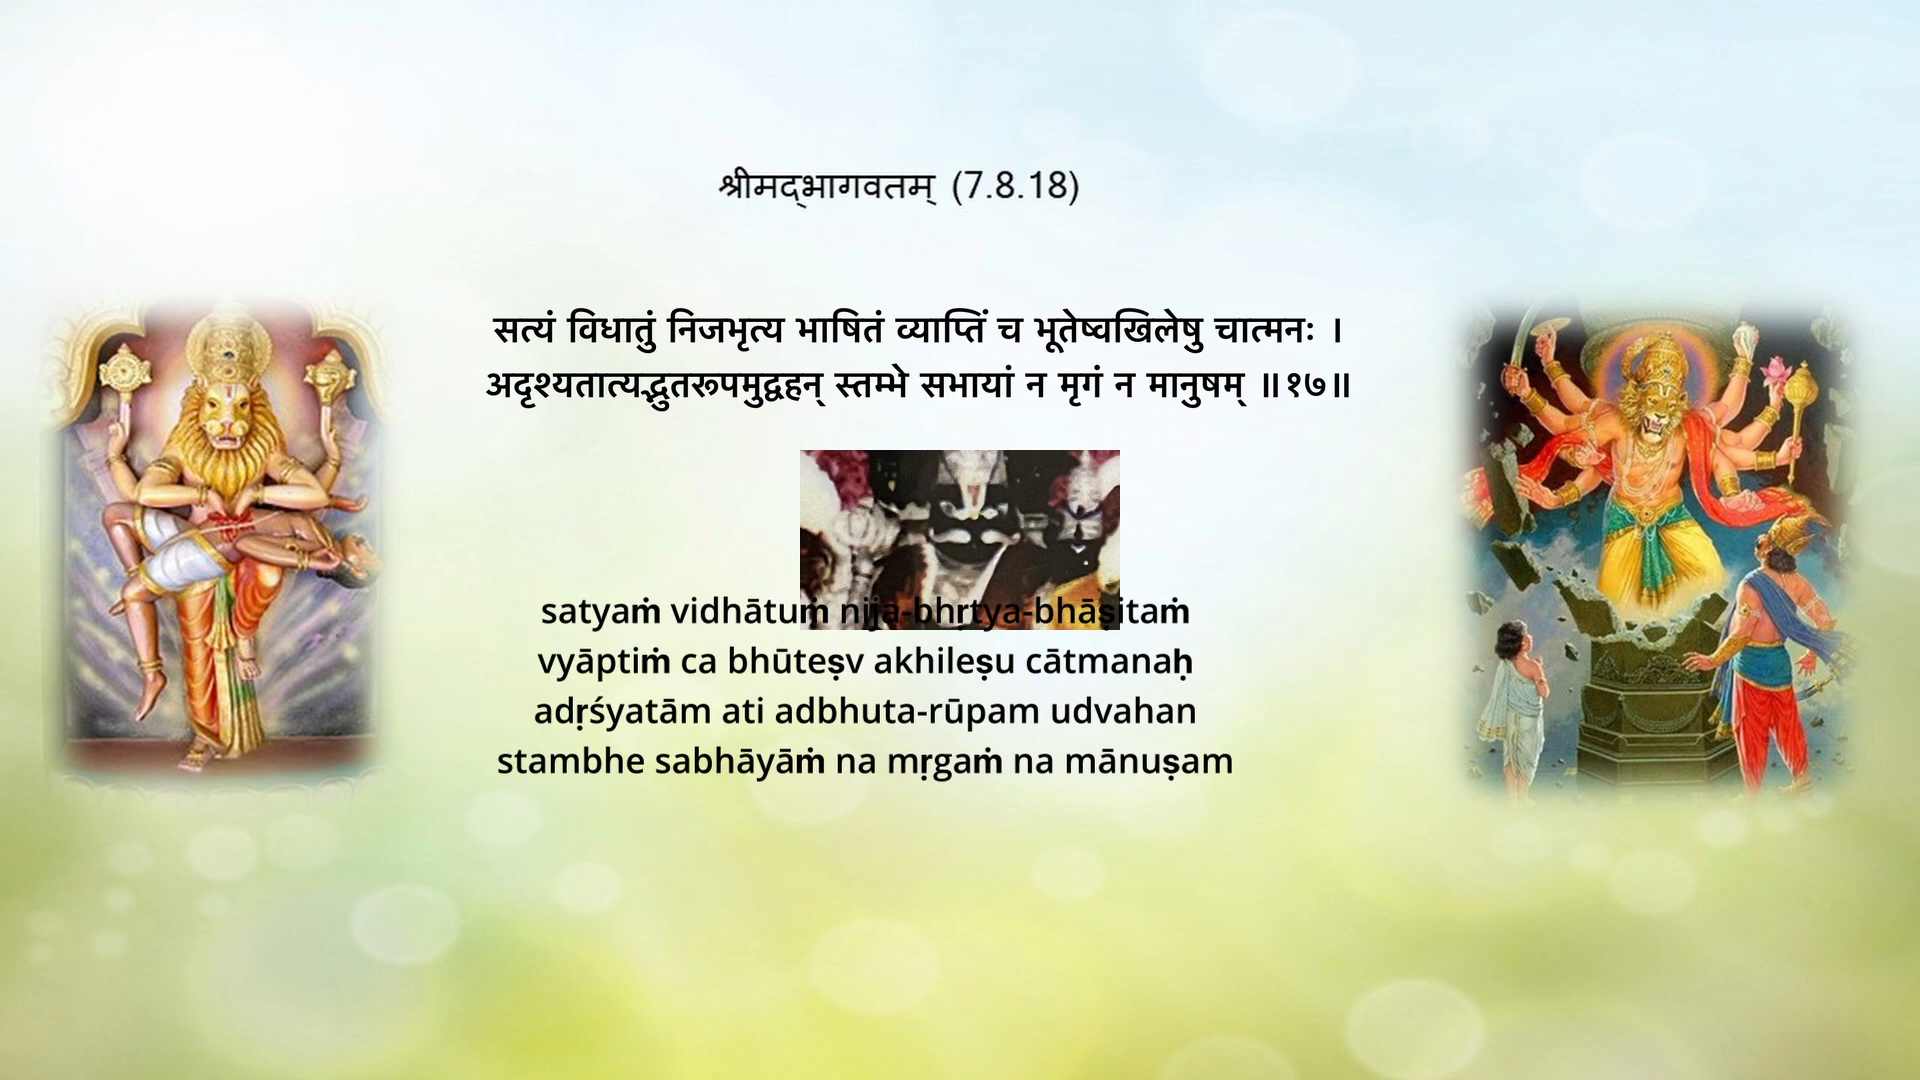 श्रीमद्‌भागवतम् (7.8.18)
सत्यं विधातुं निजभृत्य भाषितं व्याप्तिं च भूतेष्वखिलेषु चात्मनः ।
अदृश्यतात्यद्भुतरूपमुद्वहन् स्तम्भे सभायां न मृगं न मानुषम् ॥१७॥
satyaṁ vidhātuṁ nija-bhṛtya-bhāṣitaṁ
vyāptiṁ ca bhūteṣv akhileṣu cātmanaḥ
adṛśyatām ati adbhuta-rūpam udvahan
stambhe sabhāyāṁ na mṛgaṁ na mānuṣam